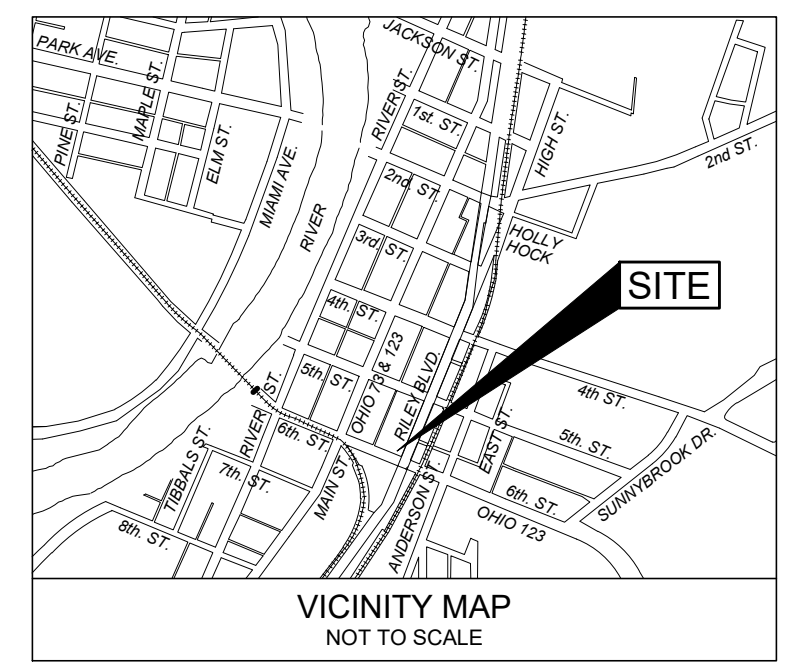 JACKSON ST.
PARK AVE.
PINE ST.
MAPLE ST.
ELM ST.
MIAMI AVE.
RIVER
RIVER ST.
1st. ST.
HIGH ST.
2nd ST.
2nd. ST.
3rd. ST.
HOLLY
HOCK
SITE
4th. ST.
OHIO 73 & 123
RILEY BLVD.
5th. ST.
4th ST.
RIVER ST.
6th. ST.
EAST ST.
5th. ST.
SUNNYBROOK DR.
TIBBALS ST.
7th. ST.
MAIN ST.
ANDERSON ST.
6th. ST.
OHIO 123
8th. ST.
VICINITY MAP
NOT TO SCALE